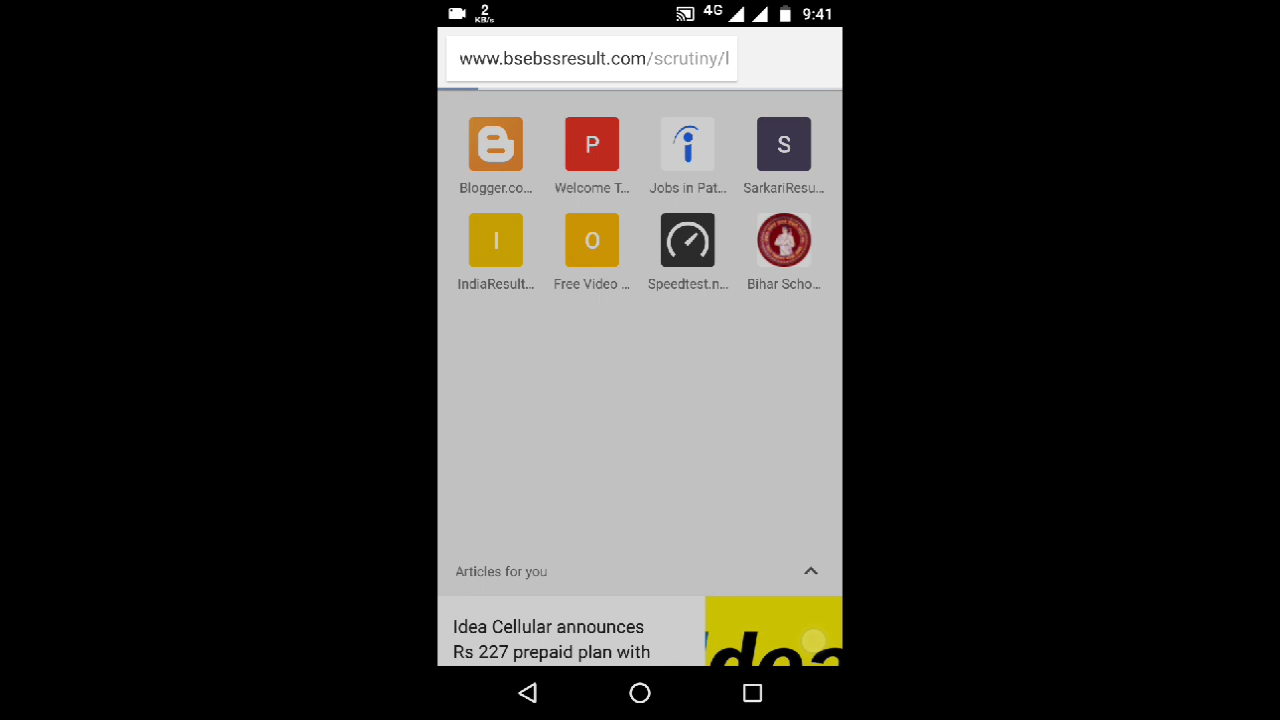 2
KB/s
4G
9:41
www.bsebssresult.com/scrutiny/l
P
S
Blogger.co...
Welcome T...
Jobs in Pat...
SarkariResu...
I
O
IndiaResult...
Free Video ...
Speedtest.n...
Bihar Scho...
Articles for you
Idea Cellular announces
Rs 227 prepaid plan with
Idea